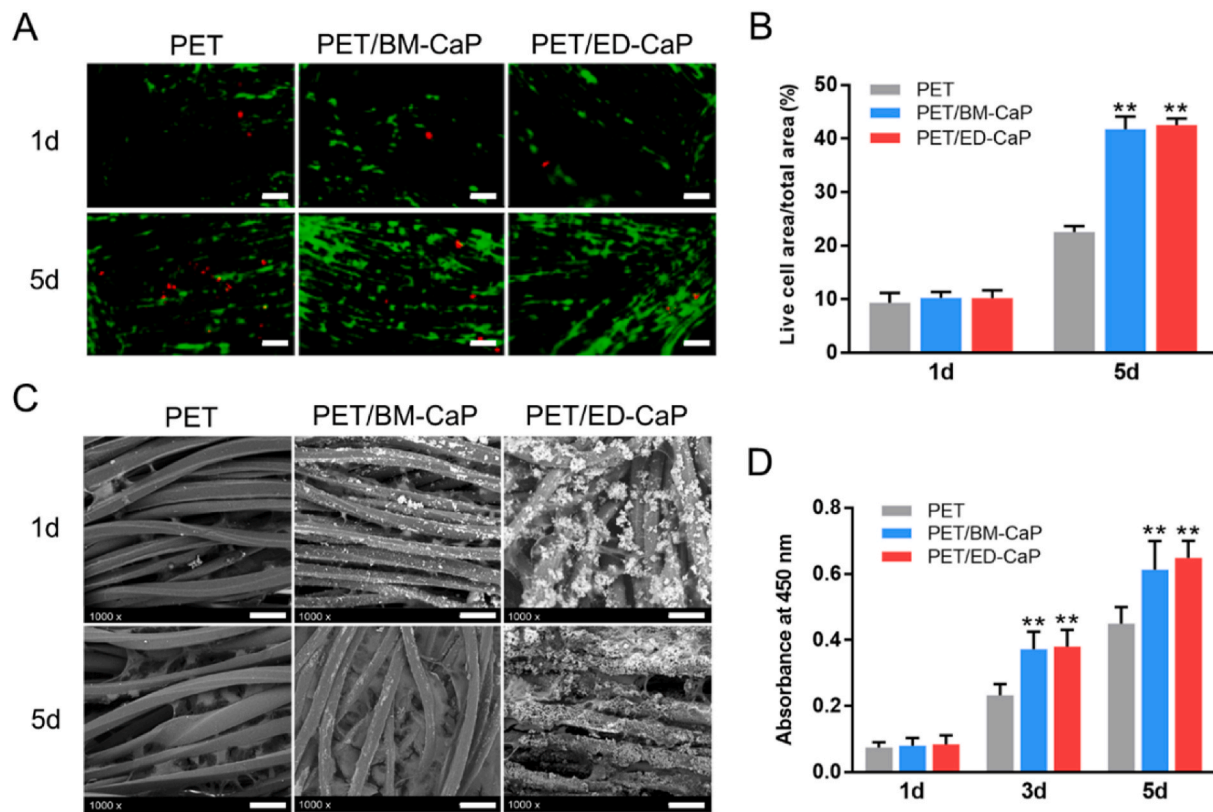 A
PET PET/BM-CaP PET/ED-CaP
1d
5d
B
Live cell area/total area (%)
50
40
30
20
10
0
PET
PET/BM-CaP
PET/ED-CaP
** **
1d 5d
C
PET PET/BM-CaP PET/ED-CaP
1d
1000 x 1000 x 1000 x
5d
1000 x 1000 x 1000 x
D
Absorbance at 450 nm
0.8
0.6
0.4
0.2
0.0
PET
PET/BM-CaP
PET/ED-CaP
** **
** **
1d 3d 5d